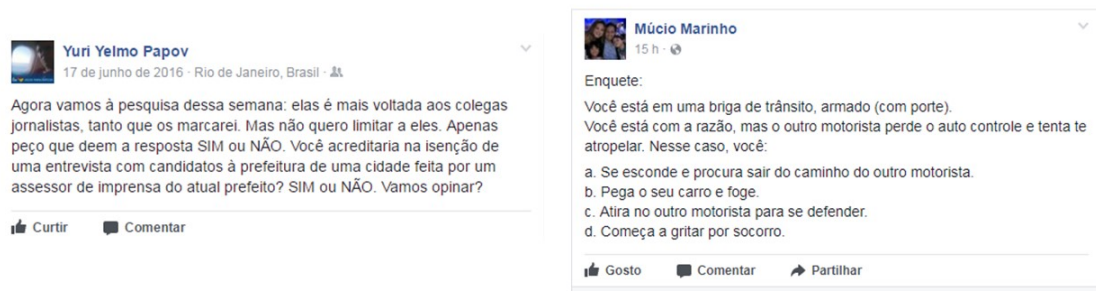 Yuri Yelmo Papov
17 de junho de 2016 · Rio de Janeiro, Brasil ·
Agora vamos à pesquisa dessa semana: elas é mais voltada aos colegas
jornalistas, tanto que os marcarei. Mas não quero limitar a eles. Apenas
peço que deem a resposta SIM ou NÃO. Você acreditaria na isenção de
uma entrevista com candidatos à prefeitura de uma cidade feita por um
assessor de imprensa do atual prefeito? SIM ou NÃO. Vamos opinar?
Curtir Comentar
Múcio Marinho
15 h ·
Enquete:
Você está em uma briga de trânsito, armado (com porte).
Você está com a razão, mas o outro motorista perde o auto controle e tenta te
atropelar. Nesse caso, você:
a. Se esconde e procura sair do caminho do outro motorista.
b. Pega o seu carro e foge.
c. Atira no outro motorista para se defender.
d. Começa a gritar por socorro.
Gosto Comentar Partilhar